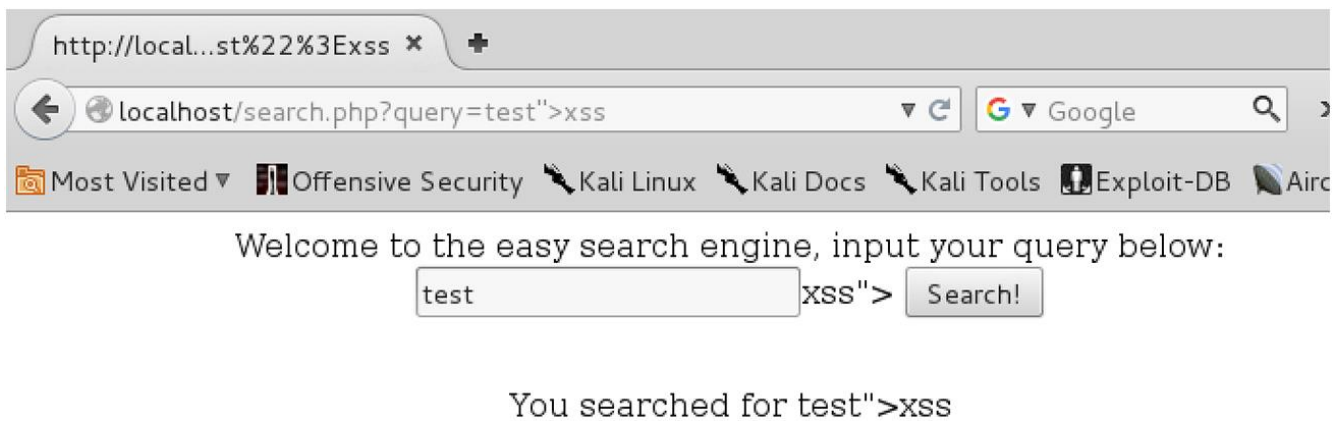 http://local...st%22%3Exss
localhost/search.php?query=test">xss Google
Most Visited Offensive Security Kali Linux Kali Docs Kali Tools Exploit-DB Airc
Welcome to the easy search engine, input your query below:
test xss"> Search!
You searched for test">xss